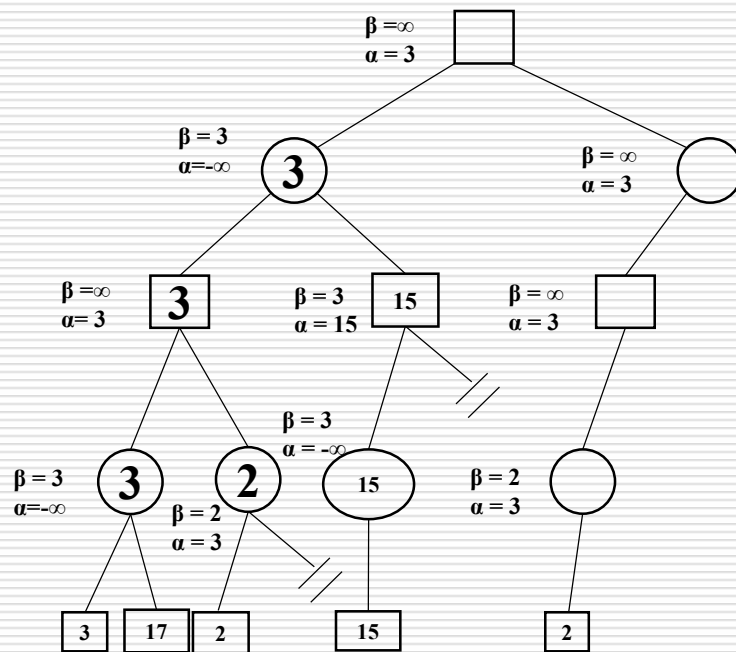 β =∞
α = 3
β = 3
α=-∞
3
β = ∞
α = 3
β =∞
α= 3
3
β = 3
α = 15
15
β = ∞
α = 3
β = 3
α=-∞
3
2
β = 2
α = 3
β = 3
α = -∞
15
β = 2
α = 3
3
17
2
15
2